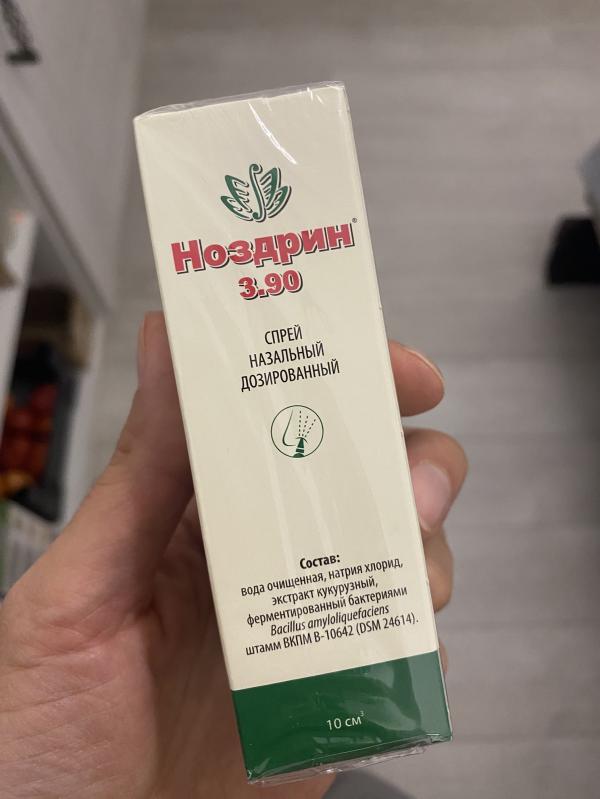 Ноздрин®
3.90
СПРЕЙ
НАЗАЛЬНЫЙ
ДОЗИРОВАННЫЙ
Состав:
вода очищенная, натрия хлорид,
экстракт кукурузный,
ферментированный бактериями
Bacillus amyloliquefaciens
штамм ВКПМ В-10642 (DSM 24614).
10 см³